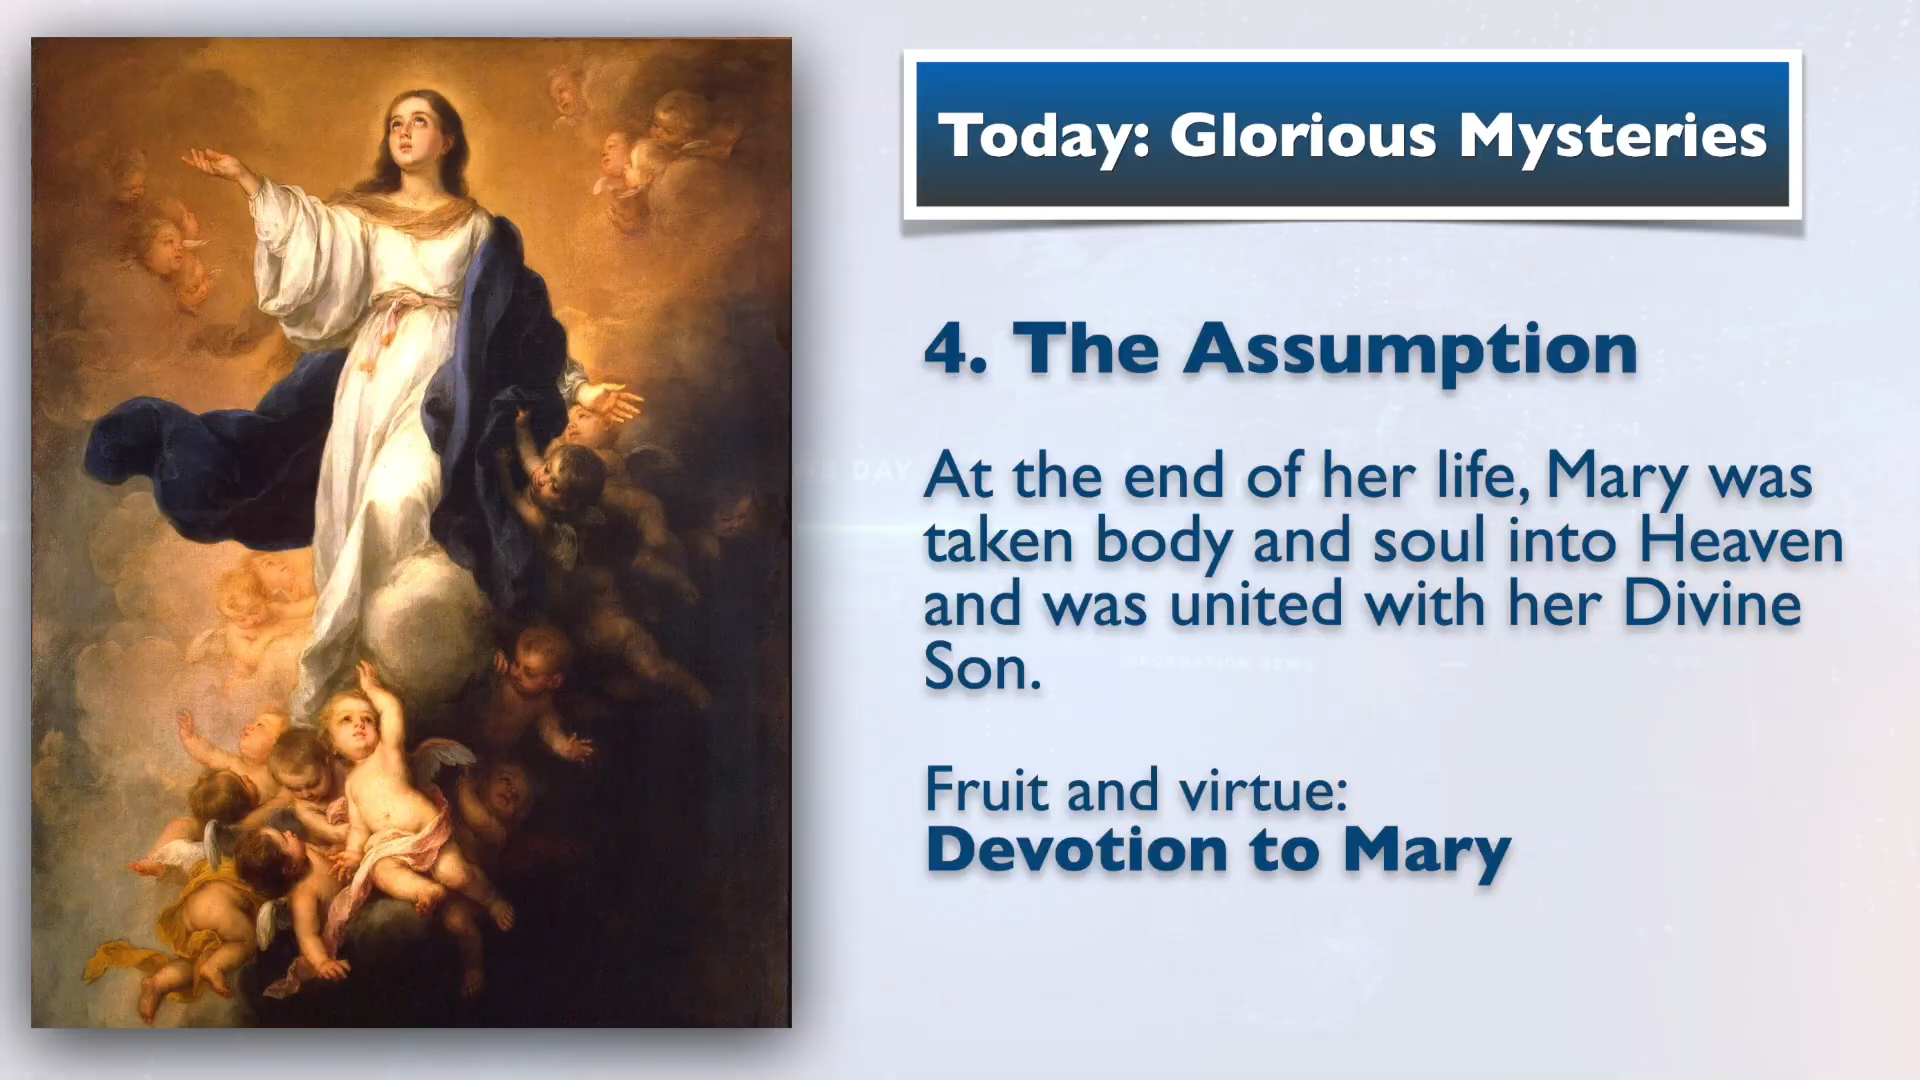 Today: Glorious Mysteries
4. The Assumption
At the end of her life, Mary was
taken body and soul into Heaven
and was united with her Divine
Son.
Fruit and virtue:
Devotion to Mary